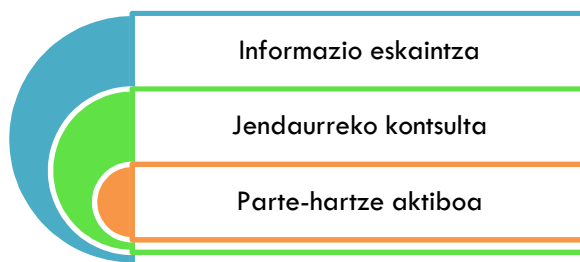 Informazio eskaintza
Jendaurreko kontsulta
Parte-hartze aktiboa